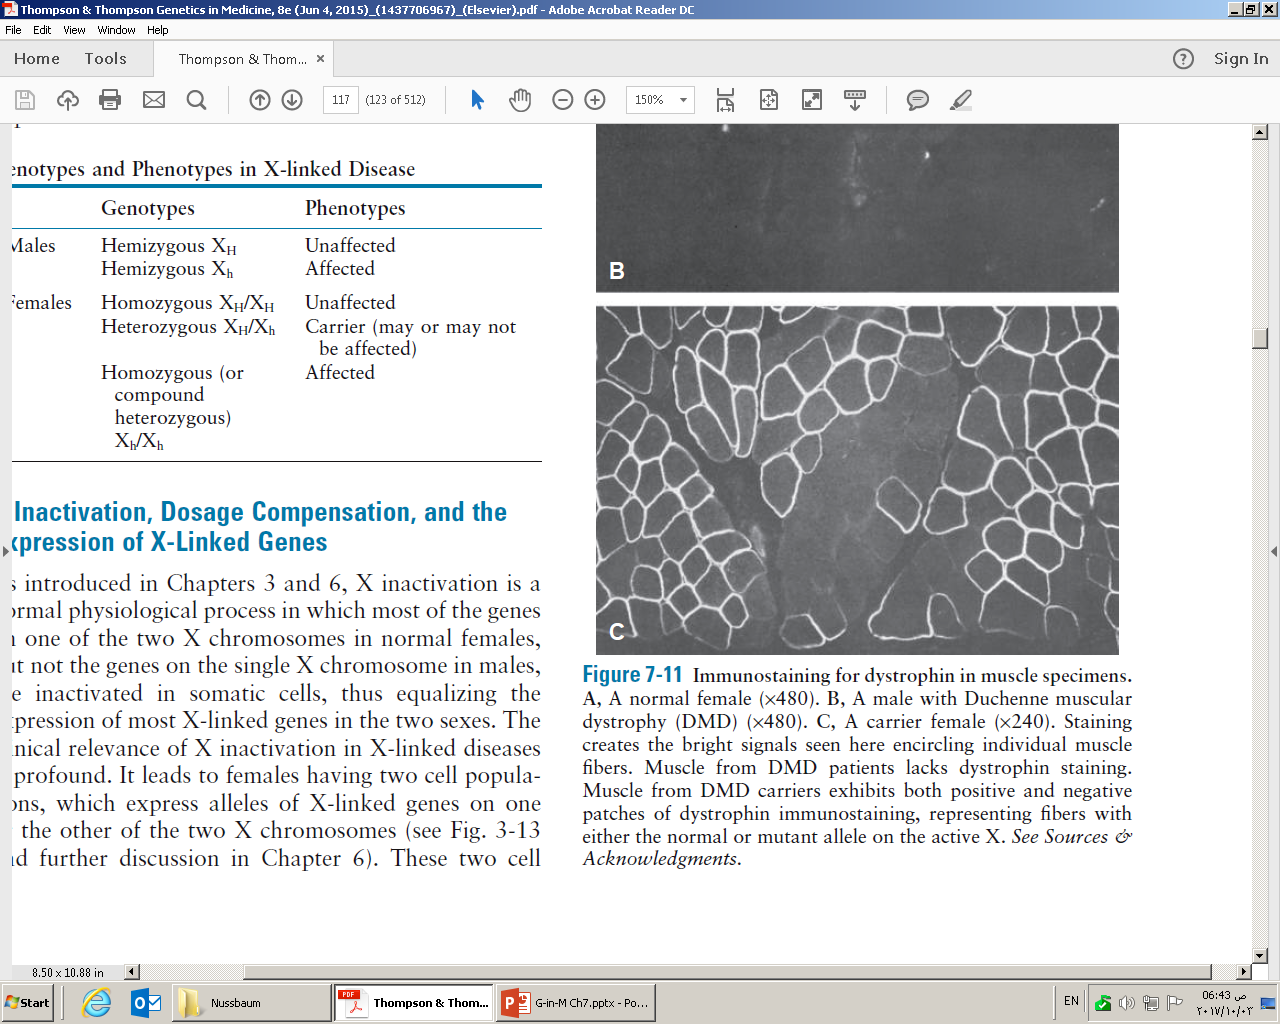 Thompson & Thompson Genetics in Medicine, 8e (Jun 4, 2015)_(1437706967)_(Elsevier).pdf - Adobe Acrobat Reader DC
File Edit View Window Help
Home Tools Thompson & Thom... × Sign In
117 (123 of 512) 150%
enotypes and Phenotypes in X-linked Disease
Genotypes Phenotypes
Males Hemizygous XH Unaffected
Hemizygous Xh Affected
Females Homozygous XH/XH Unaffected
Heterozygous XH/Xh Carrier (may or may not
be affected)
Homozygous (or Affected
compound
heterozygous)
Xh/Xh
Inactivation, Dosage Compensation, and the
xpression of X-Linked Genes
s introduced in Chapters 3 and 6, X inactivation is a
ormal physiological process in which most of the genes
n one of the two X chromosomes in normal females,
ut not the genes on the single X chromosome in males,
e inactivated in somatic cells, thus equalizing the
xpression of most X-linked genes in the two sexes. The
inical relevance of X inactivation in X-linked diseases
profound. It leads to females having two cell popula-
ons, which express alleles of X-linked genes on one
the other of the two X chromosomes (see Fig. 3-13
nd further discussion in Chapter 6). These two cell
B
C
Figure 7-11 Immunostaining for dystrophin in muscle specimens.
A, A normal female (×480). B, A male with Duchenne muscular
dystrophy (DMD) (×480). C, A carrier female (×240). Staining
creates the bright signals seen here encircling individual muscle
fibers. Muscle from DMD patients lacks dystrophin staining.
Muscle from DMD carriers exhibits both positive and negative
patches of dystrophin immunostaining, representing fibers with
either the normal or mutant allele on the active X. See Sources &
Acknowledgments.
8.50 x 10.88 in
Start Nussbaum Thompson & Thom... G-in-M Ch7.pptx - Po... EN 06:43 ص
٢٠١٧/١٠/٠٣